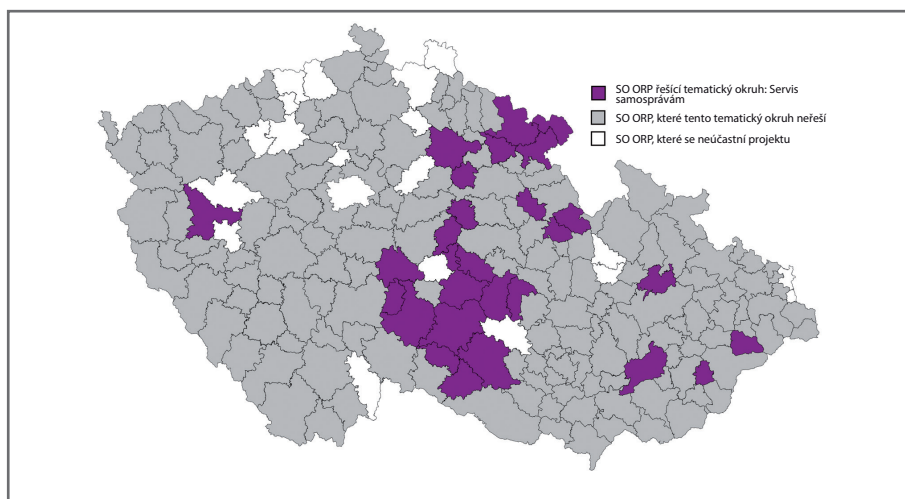 SO ORP řešící tematický okruh: Servis
samosprávám
SO ORP, které tento tematický okruh neřeší
SO ORP, které se neúčastní projektu